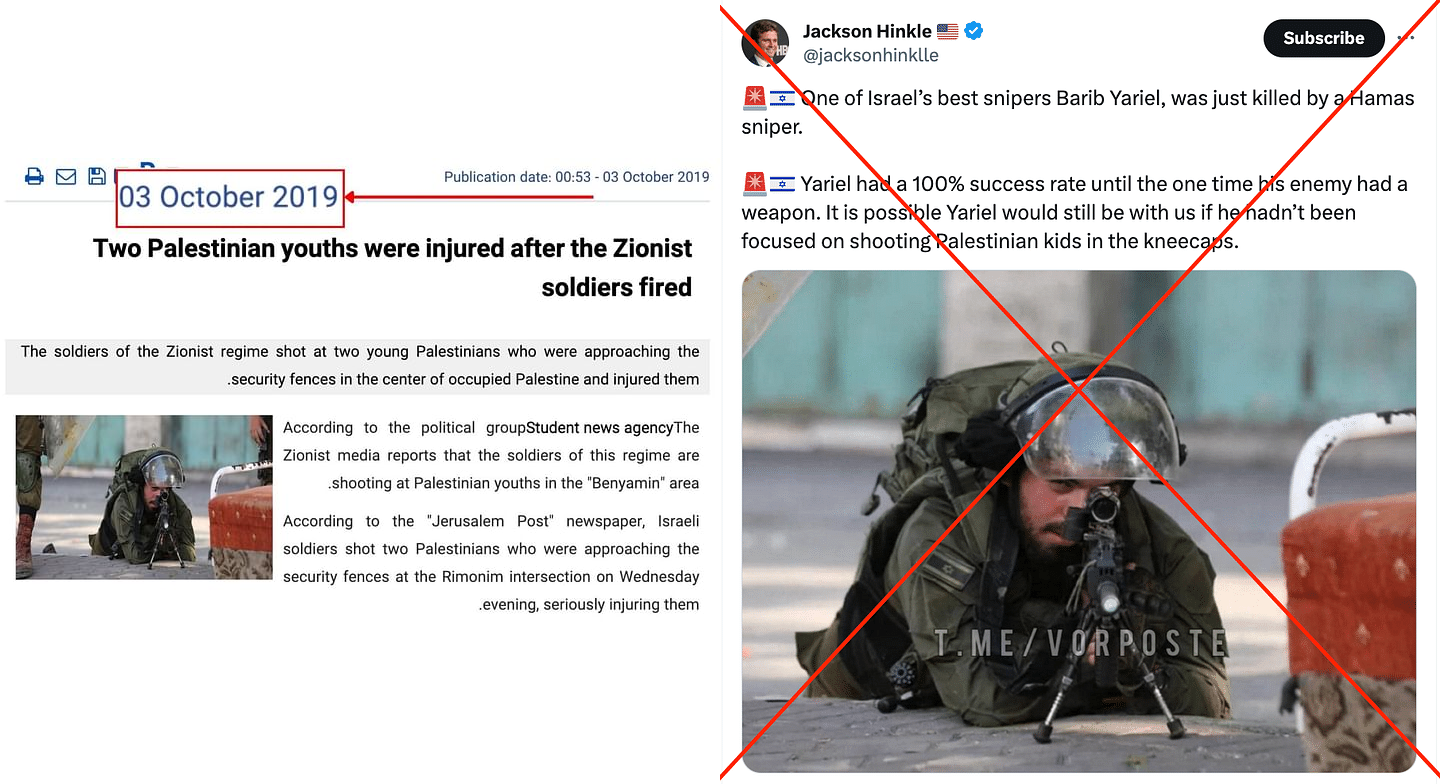 Publication date: 00:53 - 03 October 2019
03 October 2019
Two Palestinian youths were injured after the Zionist
soldiers fired
The soldiers of the Zionist regime shot at two young Palestinians who were approaching the
.security fences in the center of occupied Palestine and injured them
According to the political groupStudent news agencyThe
Zionist media reports that the soldiers of this regime are
.shooting at Palestinian youths in the "Benyamin" area
According to the "Jerusalem Post" newspaper, Israeli
soldiers shot two Palestinians who were approaching the
security fences at the Rimonim intersection on Wednesday
.evening, seriously injuring them
Jackson Hinkle
@jacksonhinklle
Subscribe
One of Israel’s best snipers Barib Yariel, was just killed by a Hamas
sniper.
Yariel had a 100% success rate until the one time his enemy had a
weapon. It is possible Yariel would still be with us if he hadn’t been
focused on shooting Palestinian kids in the kneecaps.
T.ME/VORPOSTE